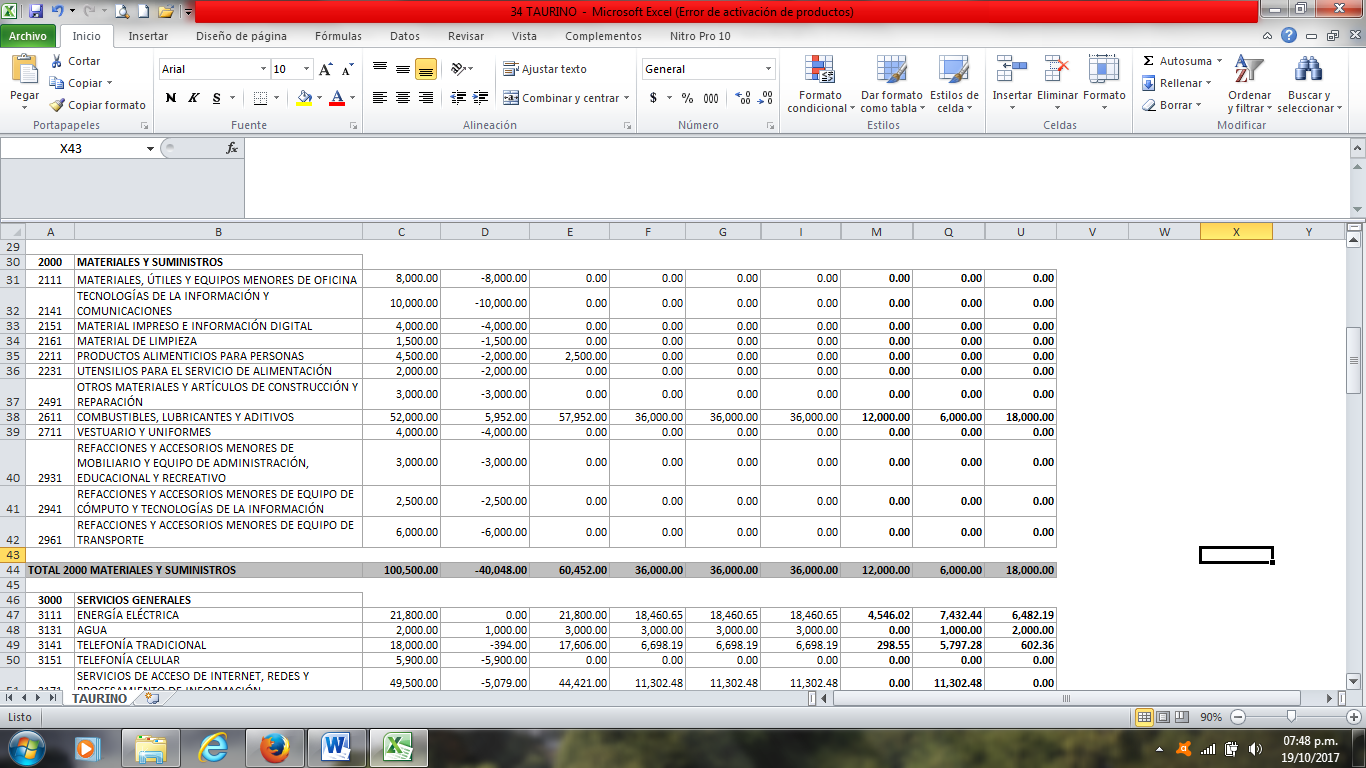 34 TAURINO - Microsoft Excel (Error de activación de productos)
Archivo Inicio Insertar Diseño de página Fórmulas Datos Revisar Vista Complementos Nitro Pro 10
Pegar Cortar Copiar Copiar formato
Arial 10 N K S
Ajustar texto Combinar y centrar
General $ % 000
Formato condicional Dar formato como tabla Estilos de celda
Insertar Eliminar Formato
Σ Autosuma Rellenar Borrar Ordenar y filtrar Buscar y seleccionar
Portapapeles Fuente Alineación Número Estilos Celdas Modificar
X43 fx
A B C D E F G I M Q U V W X Y
29
30 2000 MATERIALES Y SUMINISTROS
31 2111 MATERIALES, ÚTILES Y EQUIPOS MENORES DE OFICINA 8,000.00 -8,000.00 0.00 0.00 0.00 0.00 0.00 0.00 0.00
TECNOLOGÍAS DE LA INFORMACIÓN Y
32 2141 COMUNICACIONES 10,000.00 -10,000.00 0.00 0.00 0.00 0.00 0.00 0.00 0.00
33 2151 MATERIAL IMPRESO E INFORMACIÓN DIGITAL 4,000.00 -4,000.00 0.00 0.00 0.00 0.00 0.00 0.00 0.00
34 2161 MATERIAL DE LIMPIEZA 1,500.00 -1,500.00 0.00 0.00 0.00 0.00 0.00 0.00 0.00
35 2211 PRODUCTOS ALIMENTICIOS PARA PERSONAS 4,500.00 -2,000.00 2,500.00 0.00 0.00 0.00 0.00 0.00 0.00
36 2231 UTENSILIOS PARA EL SERVICIO DE ALIMENTACIÓN 2,000.00 -2,000.00 0.00 0.00 0.00 0.00 0.00 0.00 0.00
OTROS MATERIALES Y ARTÍCULOS DE CONSTRUCCIÓN Y
37 2491 REPARACIÓN 3,000.00 -3,000.00 0.00 0.00 0.00 0.00 0.00 0.00 0.00
38 2611 COMBUSTIBLES, LUBRICANTES Y ADITIVOS 52,000.00 5,952.00 57,952.00 36,000.00 36,000.00 36,000.00 12,000.00 6,000.00 18,000.00
39 2711 VESTUARIO Y UNIFORMES 4,000.00 -4,000.00 0.00 0.00 0.00 0.00 0.00 0.00 0.00
REFACCIONES Y ACCESORIOS MENORES DE
MOBILIARIO Y EQUIPO DE ADMINISTRACIÓN, 3,000.00 -3,000.00 0.00 0.00 0.00 0.00 0.00 0.00 0.00
40 2931 EDUCACIONAL Y RECREATIVO
REFACCIONES Y ACCESORIOS MENORES DE EQUIPO DE
41 2941 CÓMPUTO Y TECNOLOGÍAS DE LA INFORMACIÓN 2,500.00 -2,500.00 0.00 0.00 0.00 0.00 0.00 0.00 0.00
REFACCIONES Y ACCESORIOS MENORES DE EQUIPO DE
42 2961 TRANSPORTE 6,000.00 -6,000.00 0.00 0.00 0.00 0.00 0.00 0.00 0.00
43
44 TOTAL 2000 MATERIALES Y SUMINISTROS 100,500.00 -40,048.00 60,452.00 36,000.00 36,000.00 36,000.00 12,000.00 6,000.00 18,000.00
45
46 3000 SERVICIOS GENERALES
47 3111 ENERGÍA ELÉCTRICA 21,800.00 0.00 21,800.00 18,460.65 18,460.65 18,460.65 4,546.02 7,432.44 6,482.19
48 3131 AGUA 2,000.00 1,000.00 3,000.00 3,000.00 3,000.00 3,000.00 0.00 1,000.00 2,000.00
49 3141 TELEFONÍA TRADICIONAL 18,000.00 -394.00 17,606.00 6,698.19 6,698.19 6,698.19 298.55 5,797.28 602.36
50 3151 TELEFONÍA CELULAR 5,900.00 -5,900.00 0.00 0.00 0.00 0.00 0.00 0.00 0.00
SERVICIOS DE ACCESO DE INTERNET, REDES Y
51 3171 PROCESAMIENTO DE INFORMACIÓN 49,500.00 -5,079.00 44,421.00 11,302.48 11,302.48 11,302.48 0.00 11,302.48 0.00
TAURINO
Listo 90%
07:48 p.m.
19/10/2017